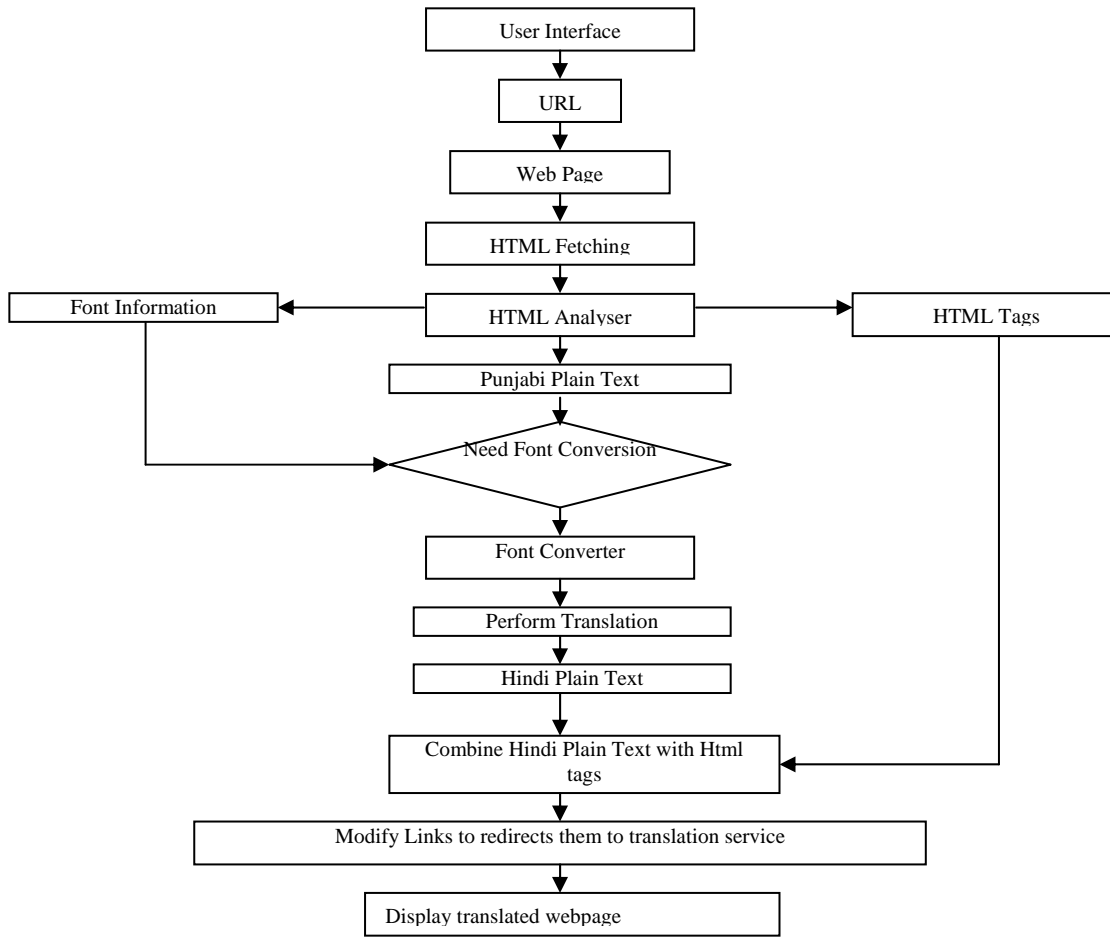 User Interface
URL
Web Page
HTML Fetching
Font Information
HTML Analyser
HTML Tags
Punjabi Plain Text
Need Font Conversion
Font Converter
Perform Translation
Hindi Plain Text
Combine Hindi Plain Text with Html
tags
Modify Links to redirects them to translation service
Display translated webpage